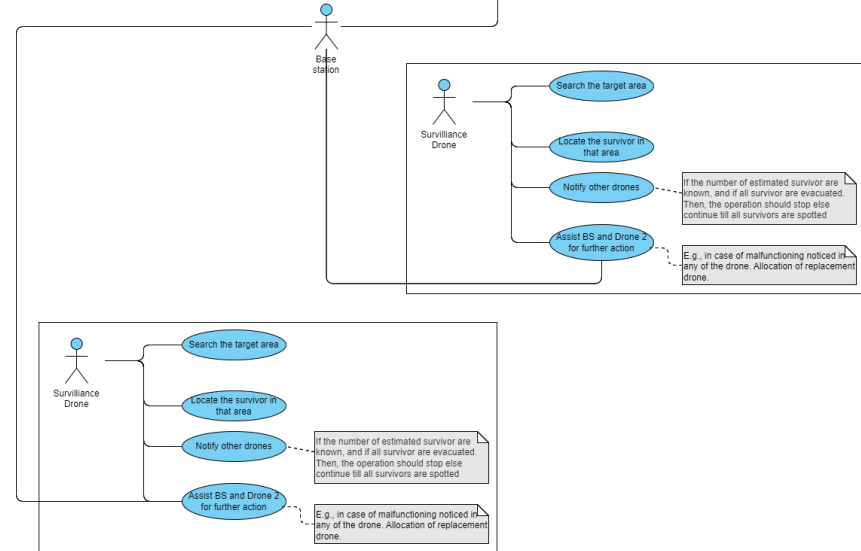 Base
station
Survilliance
Drone
Search the target area
Locate the survivor in
that area
Notify other drones
If the number of estimated survivor are
known, and if all survivor are evacuated.
Then, the operation should stop else
continue till all survivors are spotted
Assist BS and Drone 2
for further action
E.g., in case of malfunctioning noticed in
any of the drone. Allocation of replacement
drone.
Survilliance
Drone
Search the target area
Locate the survivor in
that area
Notify other drones
If the number of estimated survivor are
known, and if all survivor are evacuated.
Then, the operation should stop else
continue till all survivors are spotted
Assist BS and Drone 2
for further action
E.g., in case of malfunctioning noticed in
any of the drone. Allocation of replacement
drone.